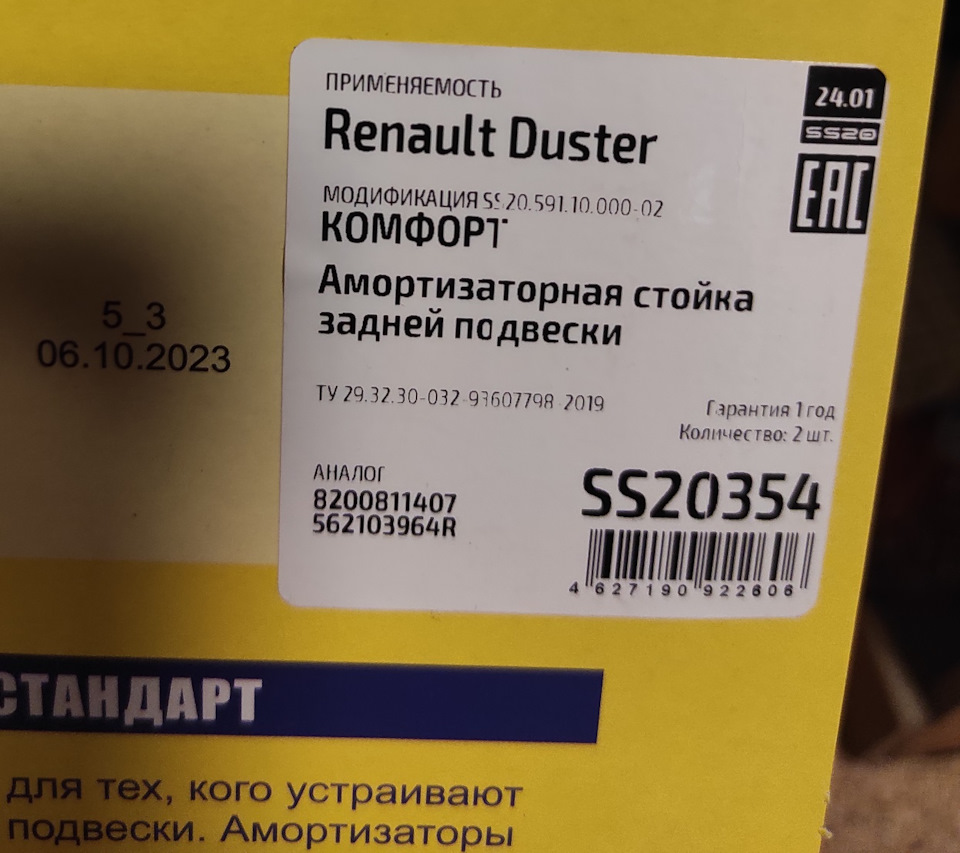 ПРИМЕНЯЕМОСТЬ
24.01
Renault Duster
SS20
EAC
МОДИФИКАЦИЯ SS20.591.10.000-02
КОМФОРТ
Амортизаторная стойка
задней подвески
5_3
06.10.2023
ТУ 29.32.30-032-93607798-2019
Гарантия 1 год
Количество: 2 шт.
АНАЛОГ
8200811407
562103964R
SS20354
4 627190 922606
СТАНДАРТ
для тех, кого устраивают
подвески. Амортизаторы